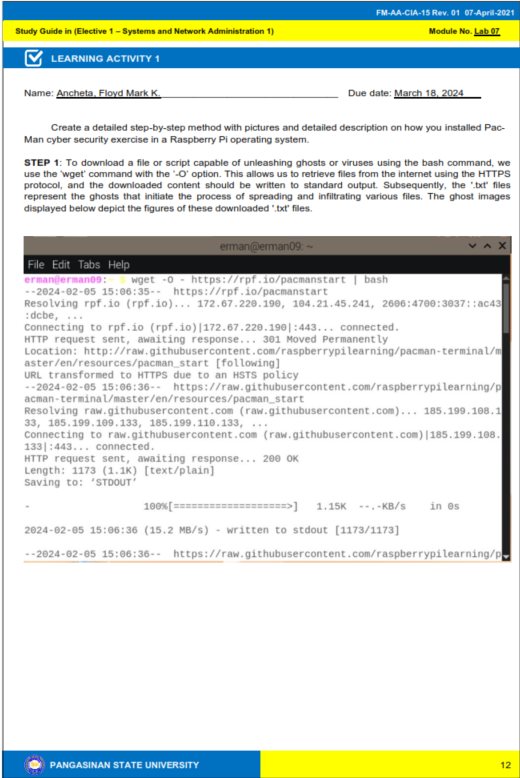 FM-AA-CIA-15 Rev. 01 07-April-2021
Study Guide in (Elective 1 – Systems and Network Administration 1) Module No. Lab 07
LEARNING ACTIVITY 1
Name: Ancheta, Floyd Mark K. Due date: March 18, 2024
Create a detailed step-by-step method with pictures and detailed description on how you installed Pac-
Man cyber security exercise in a Raspberry Pi operating system.
STEP 1: To download a file or script capable of unleashing ghosts or viruses using the bash command, we
use the 'wget' command with the '-O' option. This allows us to retrieve files from the internet using the HTTPS
protocol, and the downloaded content should be written to standard output. Subsequently, the '.txt' files
represent the ghosts that initiate the process of spreading and infiltrating various files. The ghost images
displayed below depict the figures of these downloaded '.txt' files.
erman@erman09: ~
File Edit Tabs Help
erman@erman09:~ $ wget -O - https://rpf.io/pacmanstart | bash
--2024-02-05 15:06:35-- https://rpf.io/pacmanstart
Resolving rpf.io (rpf.io)... 172.67.220.190, 104.21.45.241, 2606:4700:3037::ac43
:dcbe, ...
Connecting to rpf.io (rpf.io)|172.67.220.190|:443... connected.
HTTP request sent, awaiting response... 301 Moved Permanently
Location: http://raw.githubusercontent.com/raspberrypilearning/pacman-terminal/m
aster/en/resources/pacman_start [following]
URL transformed to HTTPS due to an HSTS policy
--2024-02-05 15:06:36-- https://raw.githubusercontent.com/raspberrypilearning/p
acman-terminal/master/en/resources/pacman_start
Resolving raw.githubusercontent.com (raw.githubusercontent.com)... 185.199.108.1
33, 185.199.109.133, 185.199.110.133, ...
Connecting to raw.githubusercontent.com (raw.githubusercontent.com)|185.199.108.
133|:443... connected.
HTTP request sent, awaiting response... 200 OK
Length: 1173 (1.1K) [text/plain]
Saving to: ‘STDOUT’
- 100%[===================>] 1.15K --.-KB/s in 0s
2024-02-05 15:06:36 (15.2 MB/s) - written to stdout [1173/1173]
--2024-02-05 15:06:36-- https://raw.githubusercontent.com/raspberrypilearning/p
PANGASINAN STATE UNIVERSITY 12